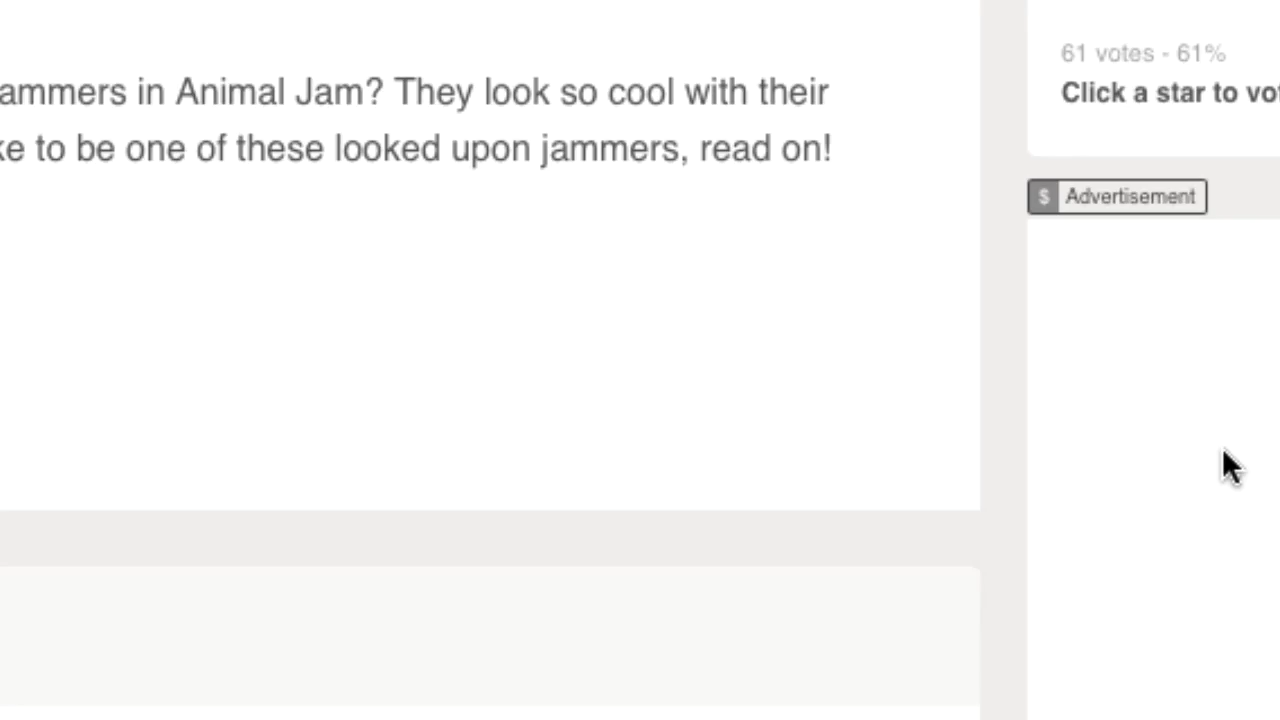 ammers in Animal Jam? They look so cool with their
ke to be one of these looked upon jammers, read on!
61 votes - 61%
Click a star to vo
$ Advertisement